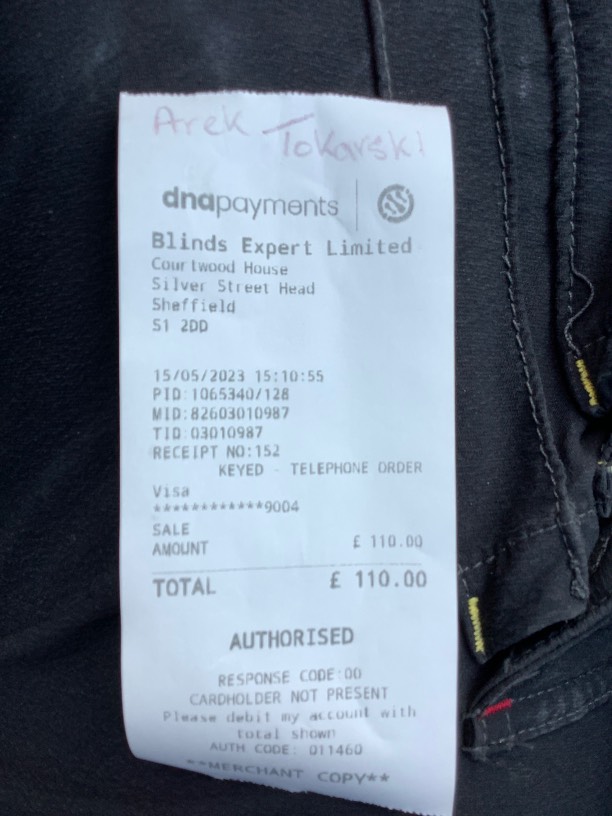 Arek Tokarski
dnapayments
Blinds Expert Limited
Courtwood House
Silver Street Head
Sheffield
S1 2DD
15/05/2023 15:10:55
PID:1065340/128
MID:82603010987
TID:03010987
RECEIPT NO:152
KEYED - TELEPHONE ORDER
Visa
************9004
SALE
AMOUNT £ 110.00
TOTAL £ 110.00
AUTHORISED
RESPONSE CODE:00
CARDHOLDER NOT PRESENT
Please debit my account with
total shown
AUTH CODE: 011460
**MERCHANT COPY**